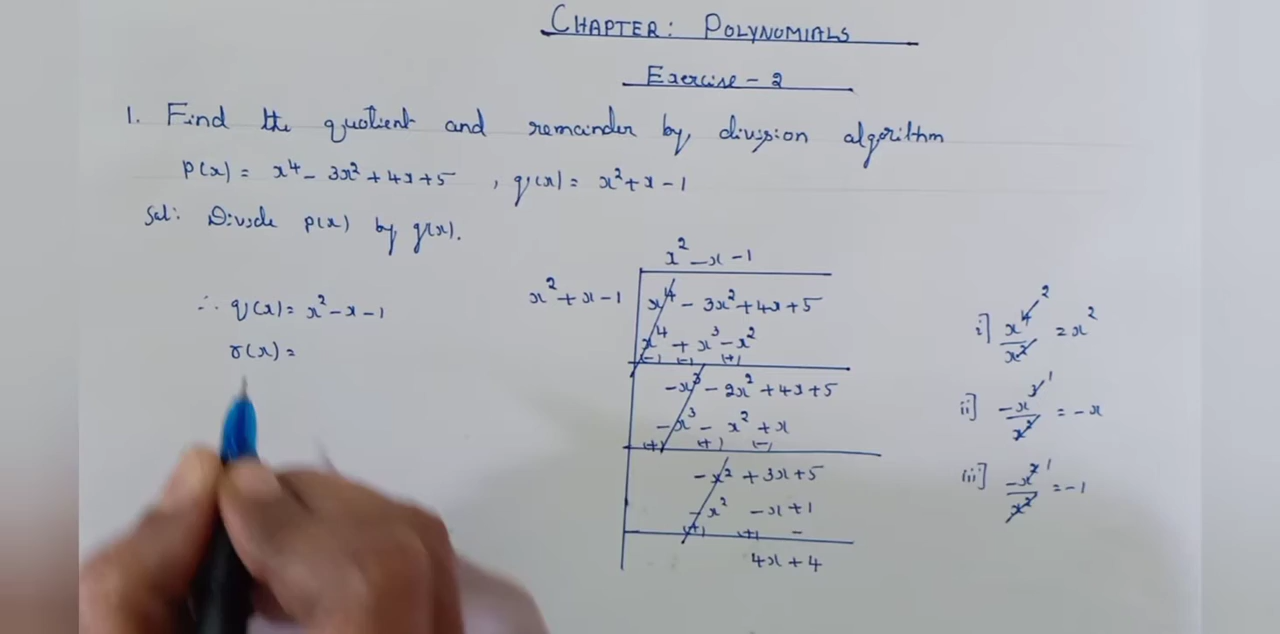 CHAPTER: POLYNOMIALS
Exercise - 2
1. Find the quotient and remainder by division algorithm
p(x) = x⁴ - 3x² + 4x + 5 , g(x) = x² + x - 1
Sol: Divide p(x) by g(x).
x² - x - 1
x² + x - 1
x⁴ - 3x² + 4x + 5
x⁴ + x³ - x²
(-) (-) (+)
-x³ - 2x² + 4x + 5
-x³ - x² + x
(+) (+) (-)
-x² + 3x + 5
-x² - x + 1
(+) (+) -
4x + 4
∴ q(x) = x² - x - 1
r(x) =
i] x⁴/x² = x²
2
ii] -x³/x² = -x
1
iii] -x²/x² = -1
1